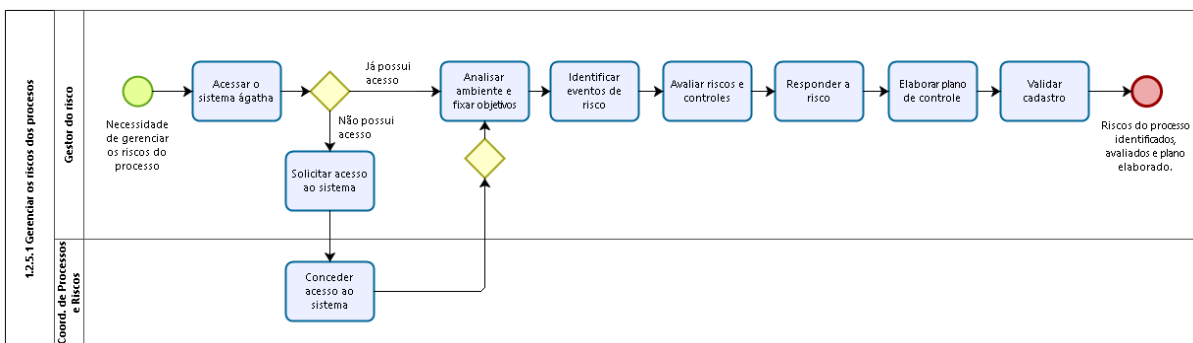 1.2.5.1 Gerenciar os riscos dos procesos
Gestor do risco
Necessidade
de gerenciar
os riscos do
processo
Acessar o
sistema ágatha
Já possui
acesso
Não possui
acesso
Solicitar acesso
ao sistema
Analisar
ambiente e
fixar objetivos
Identificar
eventos de
risco
Avaliar riscos e
controles
Responder a
risco
Elaborar plano
de controle
Validar
cadastro
Riscos do processo
identificados,
avaliados e plano
elaborado.
Coord. de Processos
e Riscos
Conceder
acesso ao
sistema